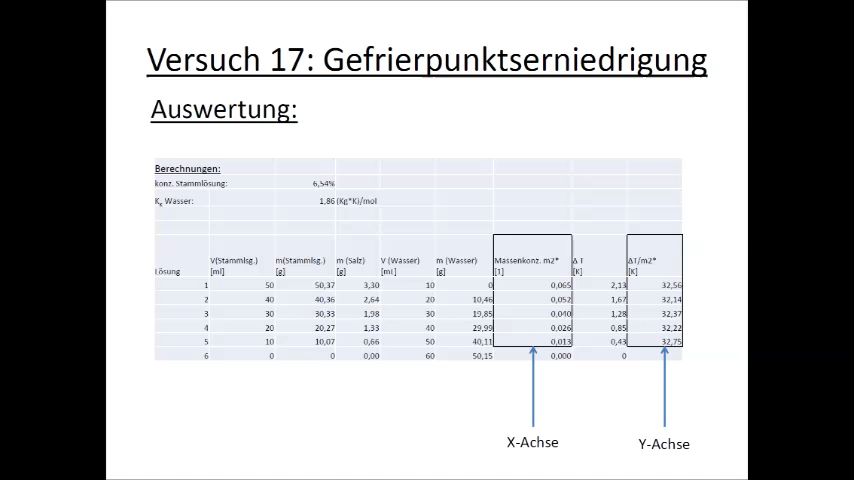 Versuch 17: Gefrierpunktserniedrigung
Auswertung:
Berechnungen:
konz. Stammlösung: 6,54%
Kk Wasser: 1,86 (Kg*K)/mol
Lösung V(Stammlsg.) [ml] m(Stammlsg.) [g] m (Salz) [g] V (Wasser) [mL] m (Wasser) [g] Massenkonz. m2* [1] Δ T [K] ΔT/m2* [K]
1 50 50,37 3,30 10 0 0,065 2,13 32,56
2 40 40,36 2,64 20 10,46 0,052 1,67 32,14
3 30 30,33 1,98 30 19,85 0,040 1,28 32,37
4 20 20,27 1,33 40 29,99 0,026 0,85 32,22
5 10 10,07 0,66 50 40,11 0,013 0,43 32,75
6 0 0 0,00 60 50,15 0,000 0
X-Achse Y-Achse